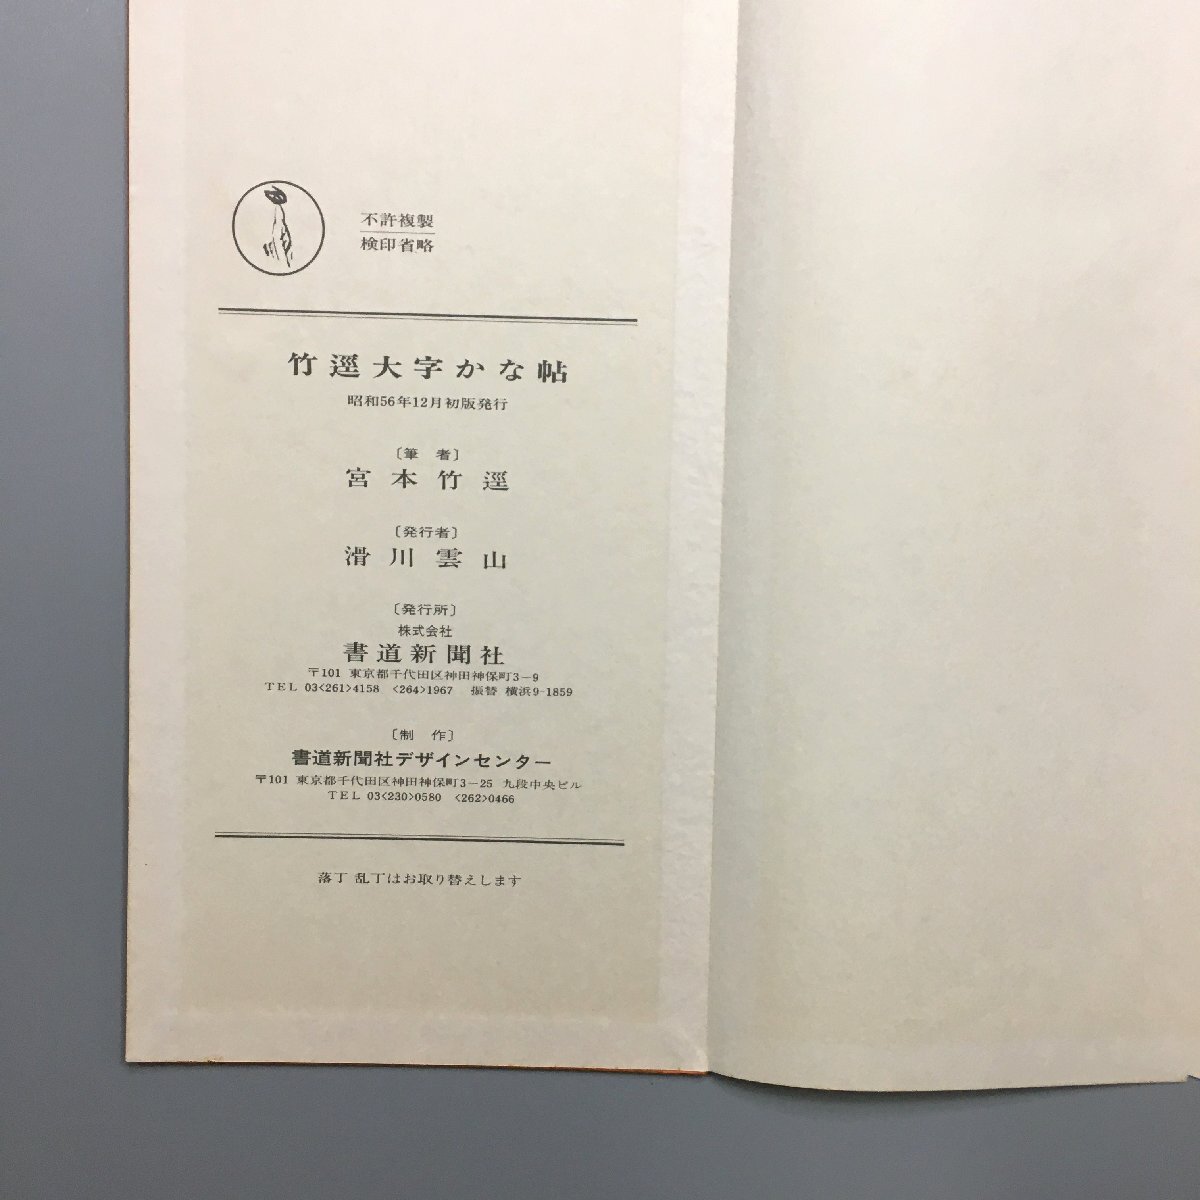 不許複製
検印省略
竹逕大字かな帖
昭和56年12月初版発行
〔筆 者〕
宮本竹逕
〔発行者〕
滑川雲山
〔発行所〕
株式会社
書道新聞社
〒101 東京都千代田区神田神保町3-9
TEL 03<261>4158 <264>1967 振替 横浜9-1859
〔制 作〕
書道新聞社デザインセンター
〒101 東京都千代田区神田神保町3-25 九段中央ビル
TEL 03<230>0580 <262>0466
落丁 乱丁はお取り替えします